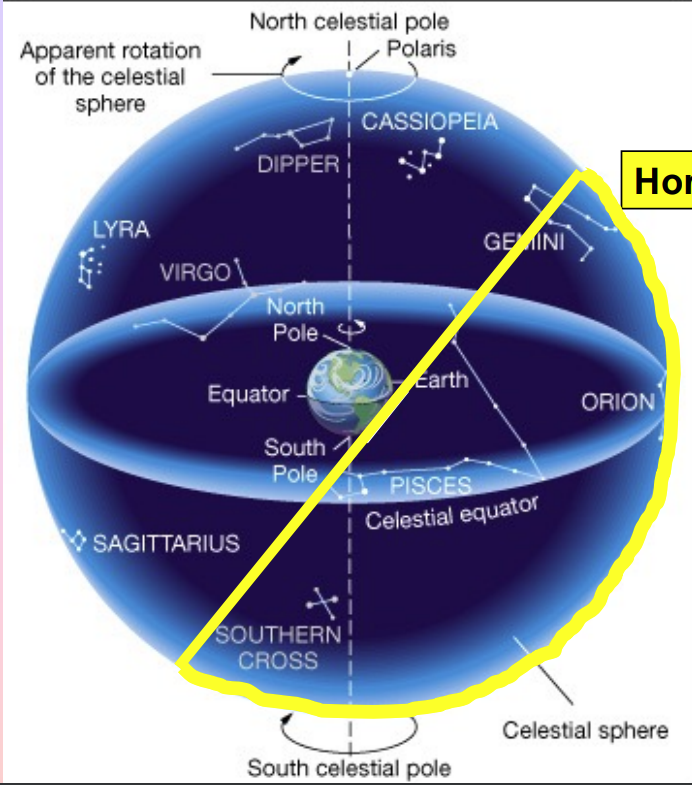 North celestial pole
Polaris
Apparent rotation
of the celestial
sphere
CASSIOPEIA
DIPPER
Hor
LYRA
GEMINI
VIRGO
North
Pole
Earth
Equator
ORION
South
Pole
PISCES
Celestial equator
SAGITTARIUS
SOUTHERN
CROSS
Celestial sphere
South celestial pole